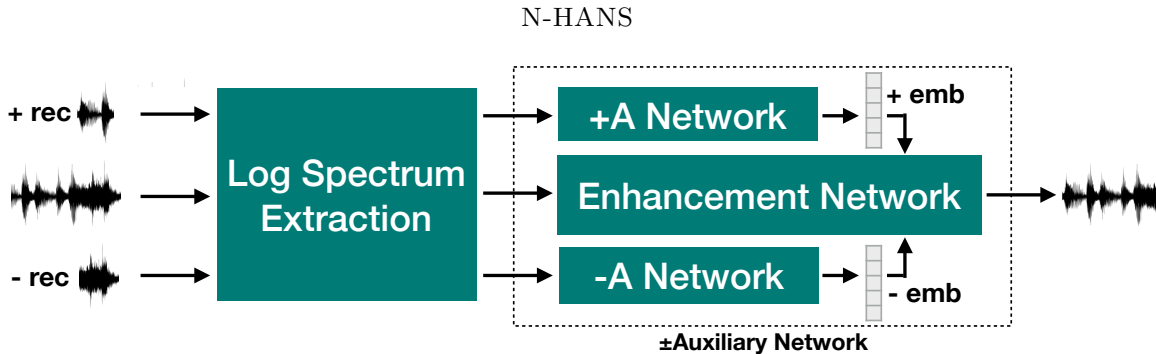 N-HANS
+ rec
Log Spectrum
Extraction
+A Network
+ emb
Enhancement Network
- rec
-A Network
- emb
±Auxiliary Network